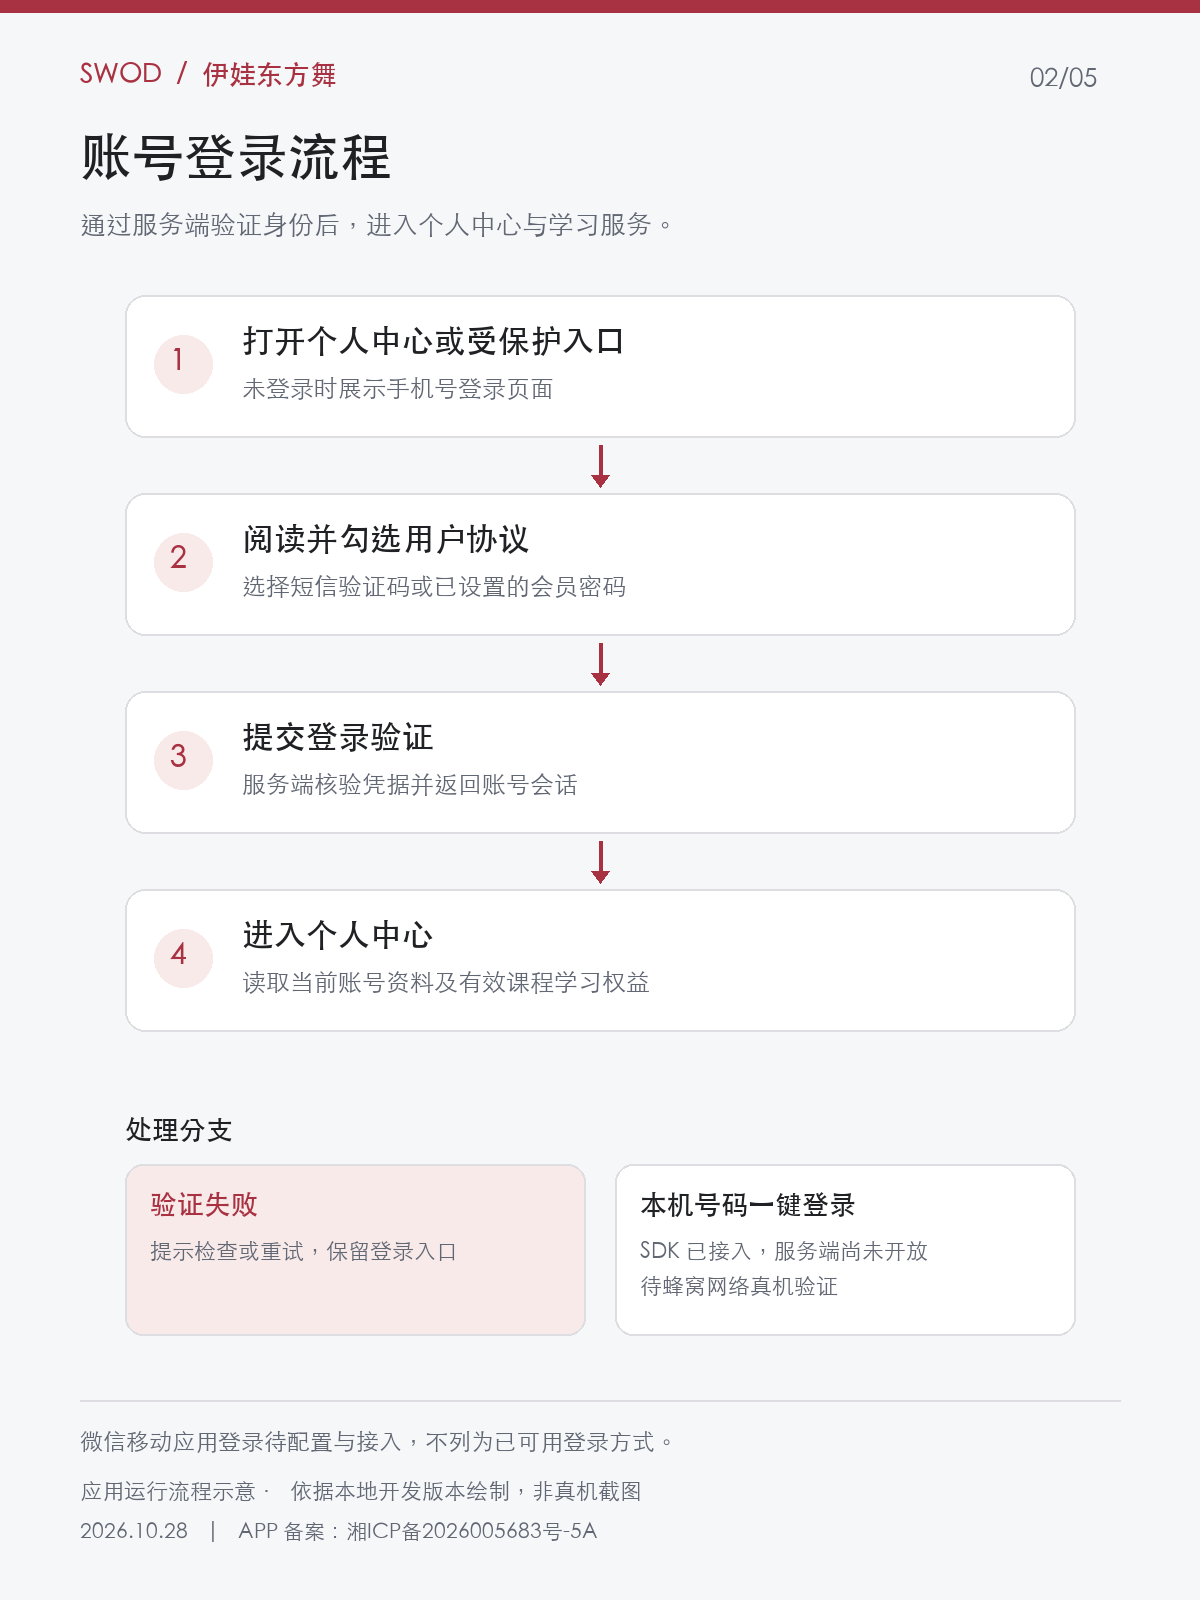 SWOD / 伊娃东方舞
02/05
账号登录流程
通过服务端验证身份后，进入个人中心与学习服务。
1
打开个人中心或受保护入口
未登录时展示手机号登录页面
2
阅读并勾选用户协议
选择短信验证码或已设置的会员密码
3
提交登录验证
服务端核验凭据并返回账号会话
4
进入个人中心
读取当前账号资料及有效课程学习权益
处理分支
验证失败
提示检查或重试，保留登录入口
本机号码一键登录
SDK 已接入，服务端尚未开放
待蜂窝网络真机验证
微信移动应用登录待配置与接入，不列为已可用登录方式。
应用运行流程示意· 依据本地开发版本绘制，非真机截图
2026.10.28 | APP 备案：湘ICP备2026005683号-5A